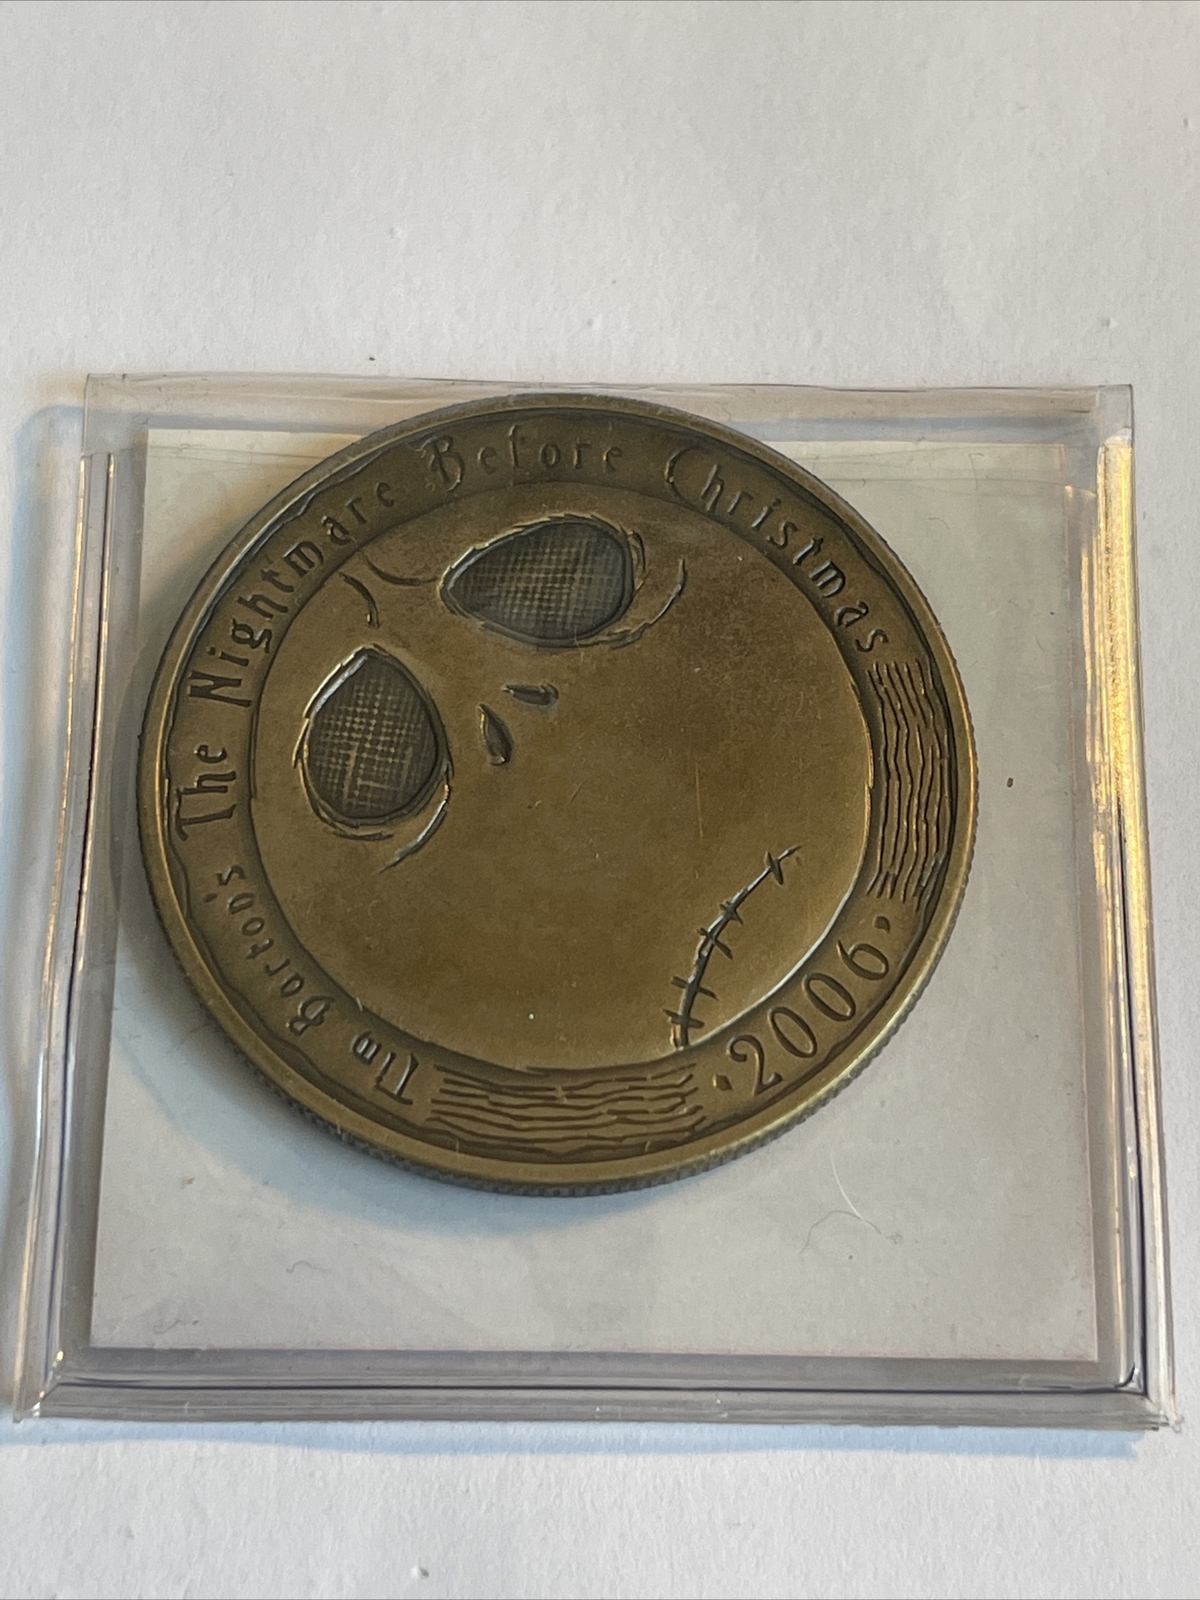 Tim Burton's The Nightmare Before Christmas
·2006·